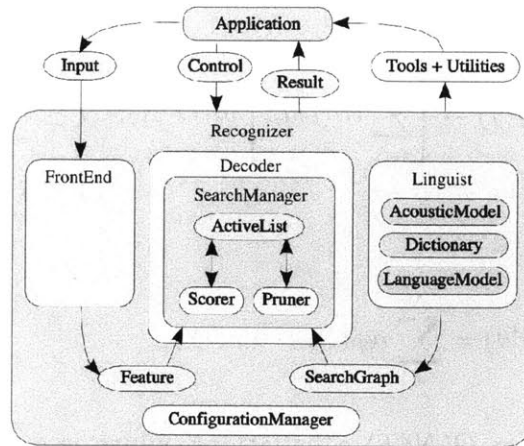 Application
Input
Control
Result
Tools + Utilities
Recognizer
FrontEnd
Decoder
SearchManager
ActiveList
Scorer
Pruner
Linguist
AcousticModel
Dictionary
LanguageModel
Feature
SearchGraph
ConfigurationManager